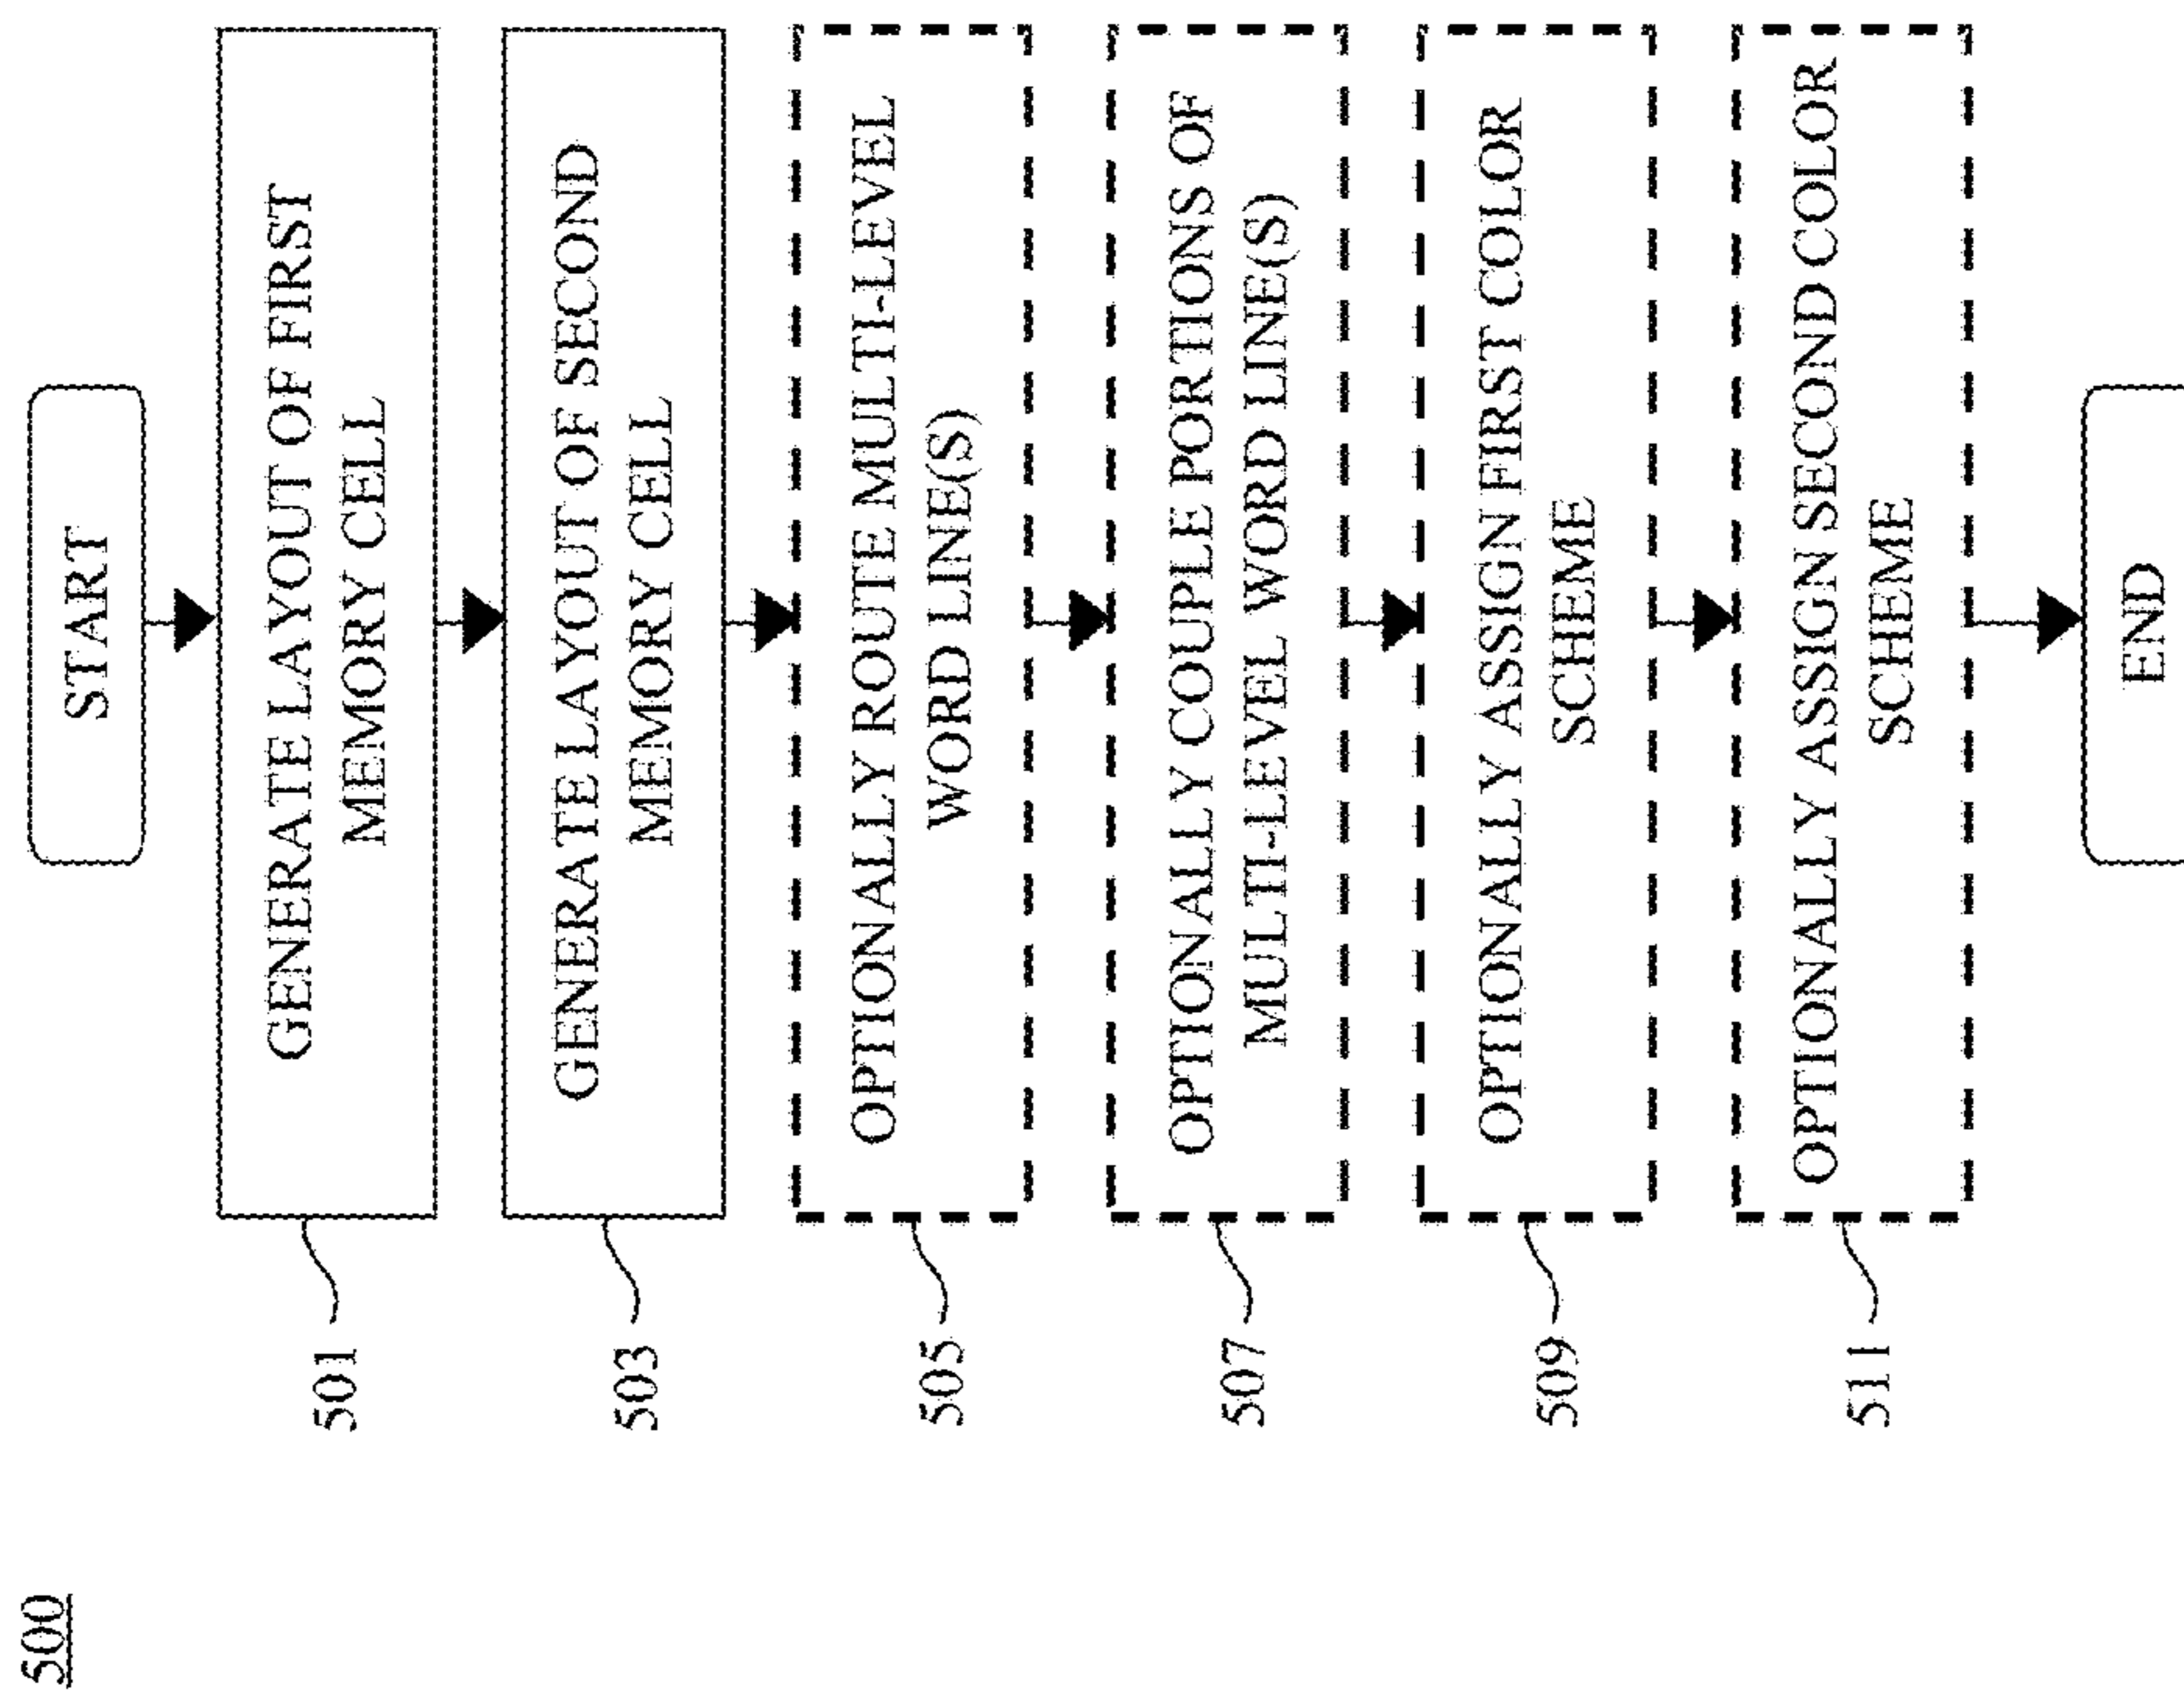 500
START
501
GENERATE LAYOUT OF FIRST
MEMORY CELL
503
GENERATE LAYOUT OF SECOND
MEMORY CELL
505
OPTIONALLY ROUTE MULTI-LEVEL
WORD LINE(S)
507
OPTIONALLY COUPLE PORTIONS OF
MULTI-LEVEL WORD LINE(S)
509
OPTIONALLY ASSIGN FIRST COLOR
SCHEME
511
OPTIONALLY ASSIGN SECOND COLOR
SCHEME
END